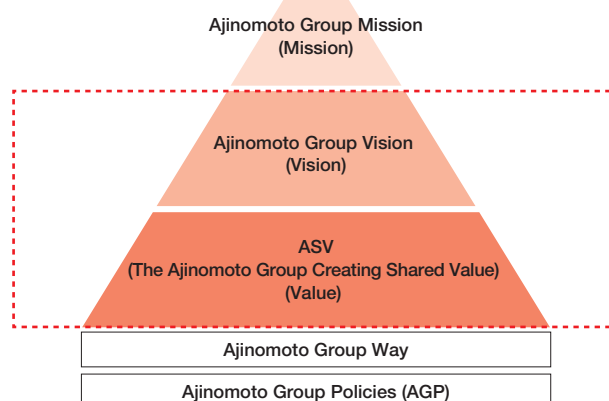 Ajinomoto Group Mission
(Mission)
Ajinomoto Group Vision
(Vision)
ASV
(The Ajinomoto Group Creating Shared Value)
(Value)
Ajinomoto Group Way
Ajinomoto Group Policies (AGP)